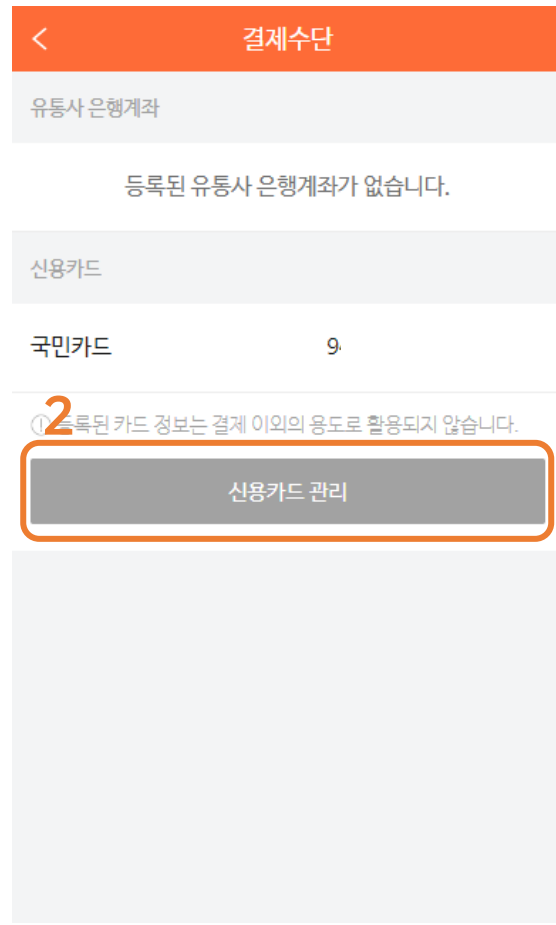 결제수단
유통사 은행계좌
등록된 유통사 은행계좌가 없습니다.
신용카드
국민카드 9
2
등록된 카드 정보는 결제 이외의 용도로 활용되지 않습니다.
신용카드 관리